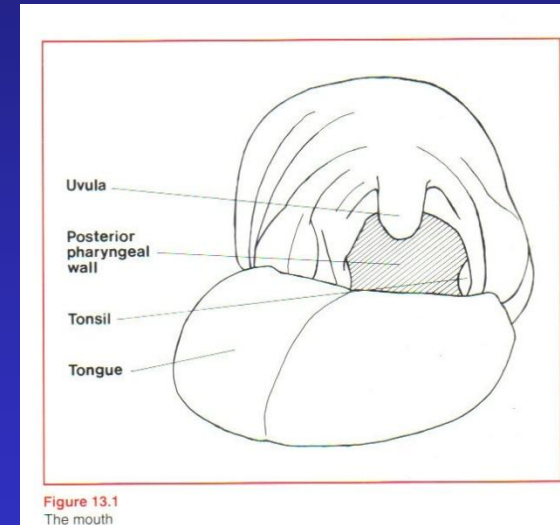 Uvula
Posterior
pharyngeal
wall
Tonsil
Tongue
Figure 13.1
The mouth